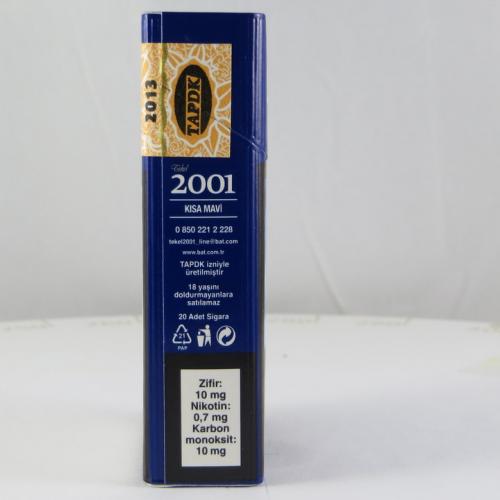 2013
TAPDK
Tekel
2001
KISA MAVİ
0 850 221 2 228
tekel2001_line@bat.com
www.bat.com.tr
TAPDK izniyle
üretilmiştir
18 yaşını
doldurmayanlara
satılamaz
20 Adet Sigara
21
PAP
Zifir:
10 mg
Nikotin:
0,7 mg
Karbon
monoksit:
10 mg